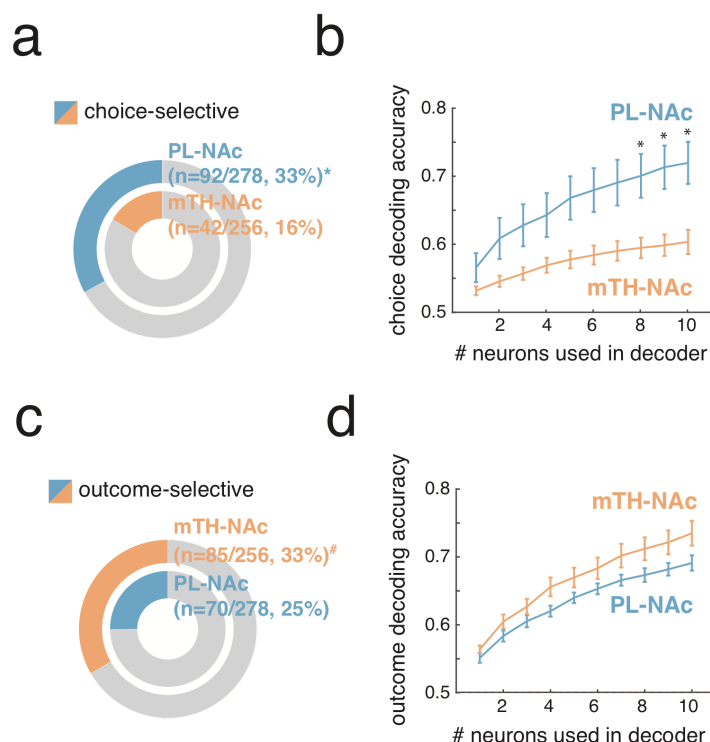 a
choice-selective
PL-NAc
(n=92/278, 33%)*
mTH-NAc
(n=42/256, 16%)
b
choice decoding accuracy
0.8
0.7
0.6
0.5
PL-NAc
* * *
mTH-NAc
2 4 6 8 10
# neurons used in decoder
c
outcome-selective
mTH-NAc
(n=85/256, 33%)#
PL-NAc
(n=70/278, 25%)
d
outcome decoding accuracy
0.8
0.7
0.6
0.5
mTH-NAc
PL-NAc
2 4 6 8 10
# neurons used in decoder